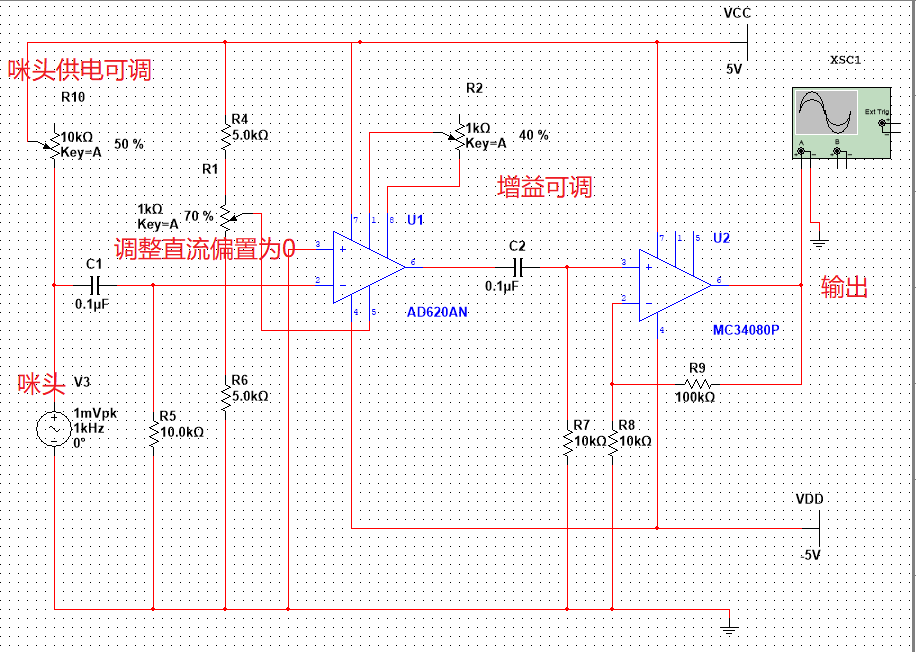 VCC
5V
XSC1
Ext Trig
A
B
咪头供电可调
R10
10kΩ
Key=A
50 %
R4
5.0kΩ
R2
1kΩ
Key=A
40 %
R1
1kΩ
Key=A
70 %
增益可调
调整直流偏置为0
7
1
8
U1
3
2
6
4
5
AD620AN
C1
0.1µF
C2
0.1µF
7
1
5
U2
3
2
6
4
MC34080P
输出
咪头
V3
1mVpk
1kHz
0°
R5
10.0kΩ
R6
5.0kΩ
R9
100kΩ
R7
10kΩ
R8
10kΩ
VDD
-5V